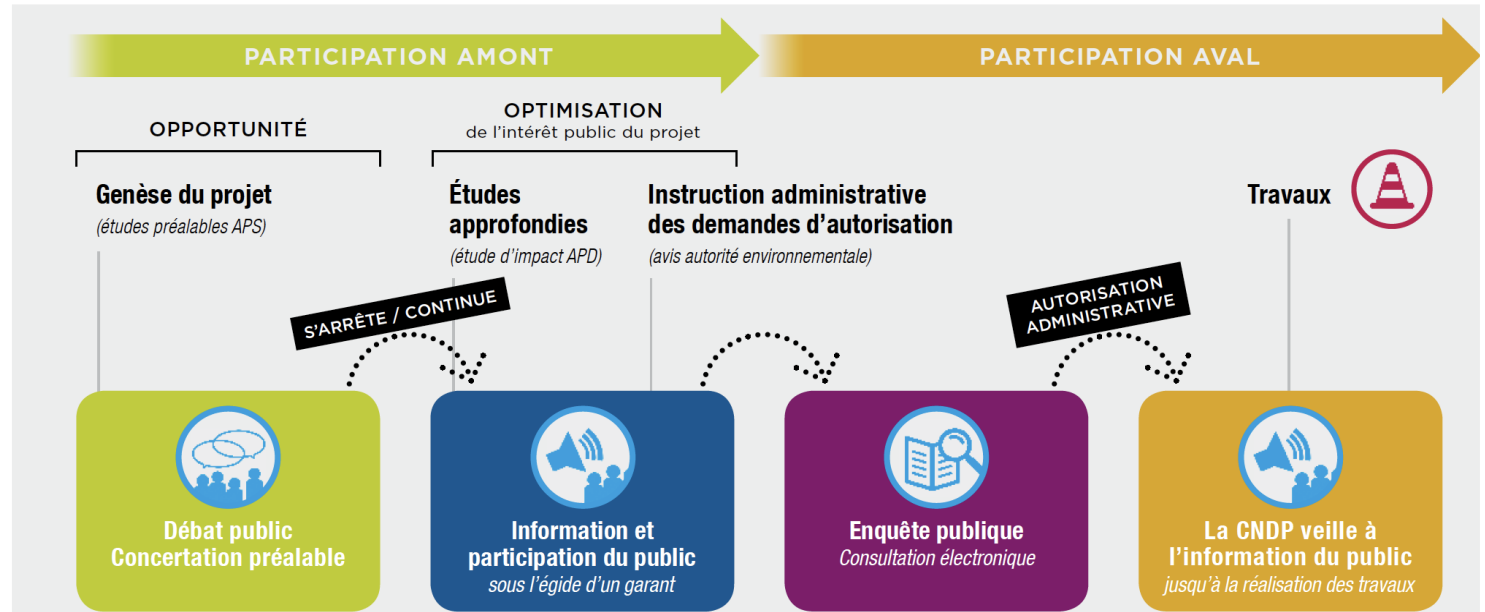 PARTICIPATION AMONT
PARTICIPATION AVAL
OPPORTUNITÉ
OPTIMISATION
de l'intérêt public du projet
Genèse du projet
(études préalables APS)
Études
approfondies
(étude d'impact APD)
Instruction administrative
des demandes d'autorisation
(avis autorité environnementale)
Travaux
S'ARRÊTE / CONTINUE
AUTORISATION
ADMINISTRATIVE
Débat public
Concertation préalable
Information et
participation du public
sous l'égide d'un garant
Enquête publique
Consultation électronique
La CNDP veille à
l'information du public
jusqu'à la réalisation des travaux